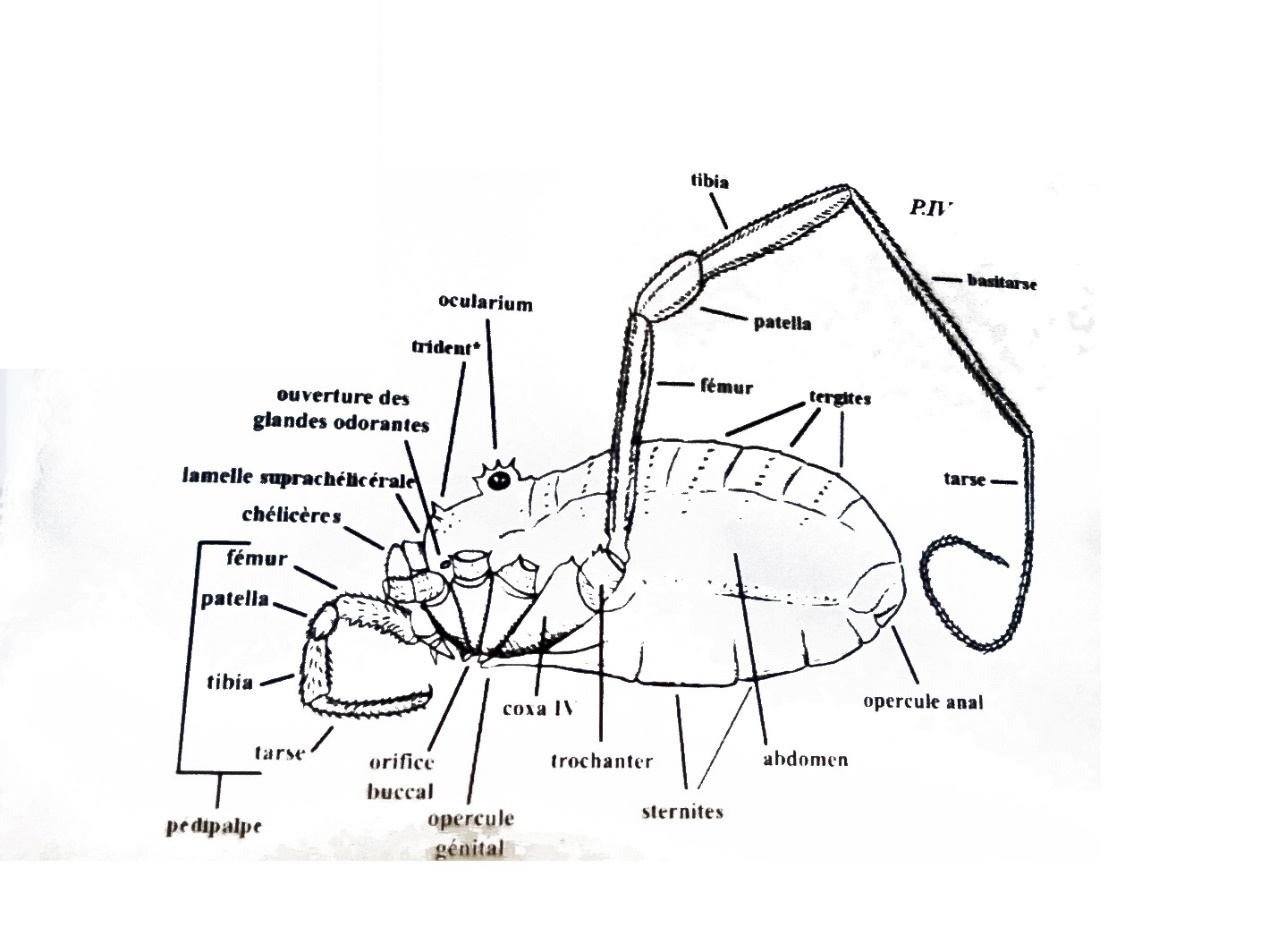 tibia
P.IV
basitarse
ocularium
patella
trident*
fémur
tergites
ouverture des
glandes odorantes
lamelle suprachélicérale
tarse
chélicères
fémur
patella
tibia
coxa IV
opercule anal
tarse
orifice
buccal
trochanter
abdomen
sternites
opercule
génital
pédipalpe